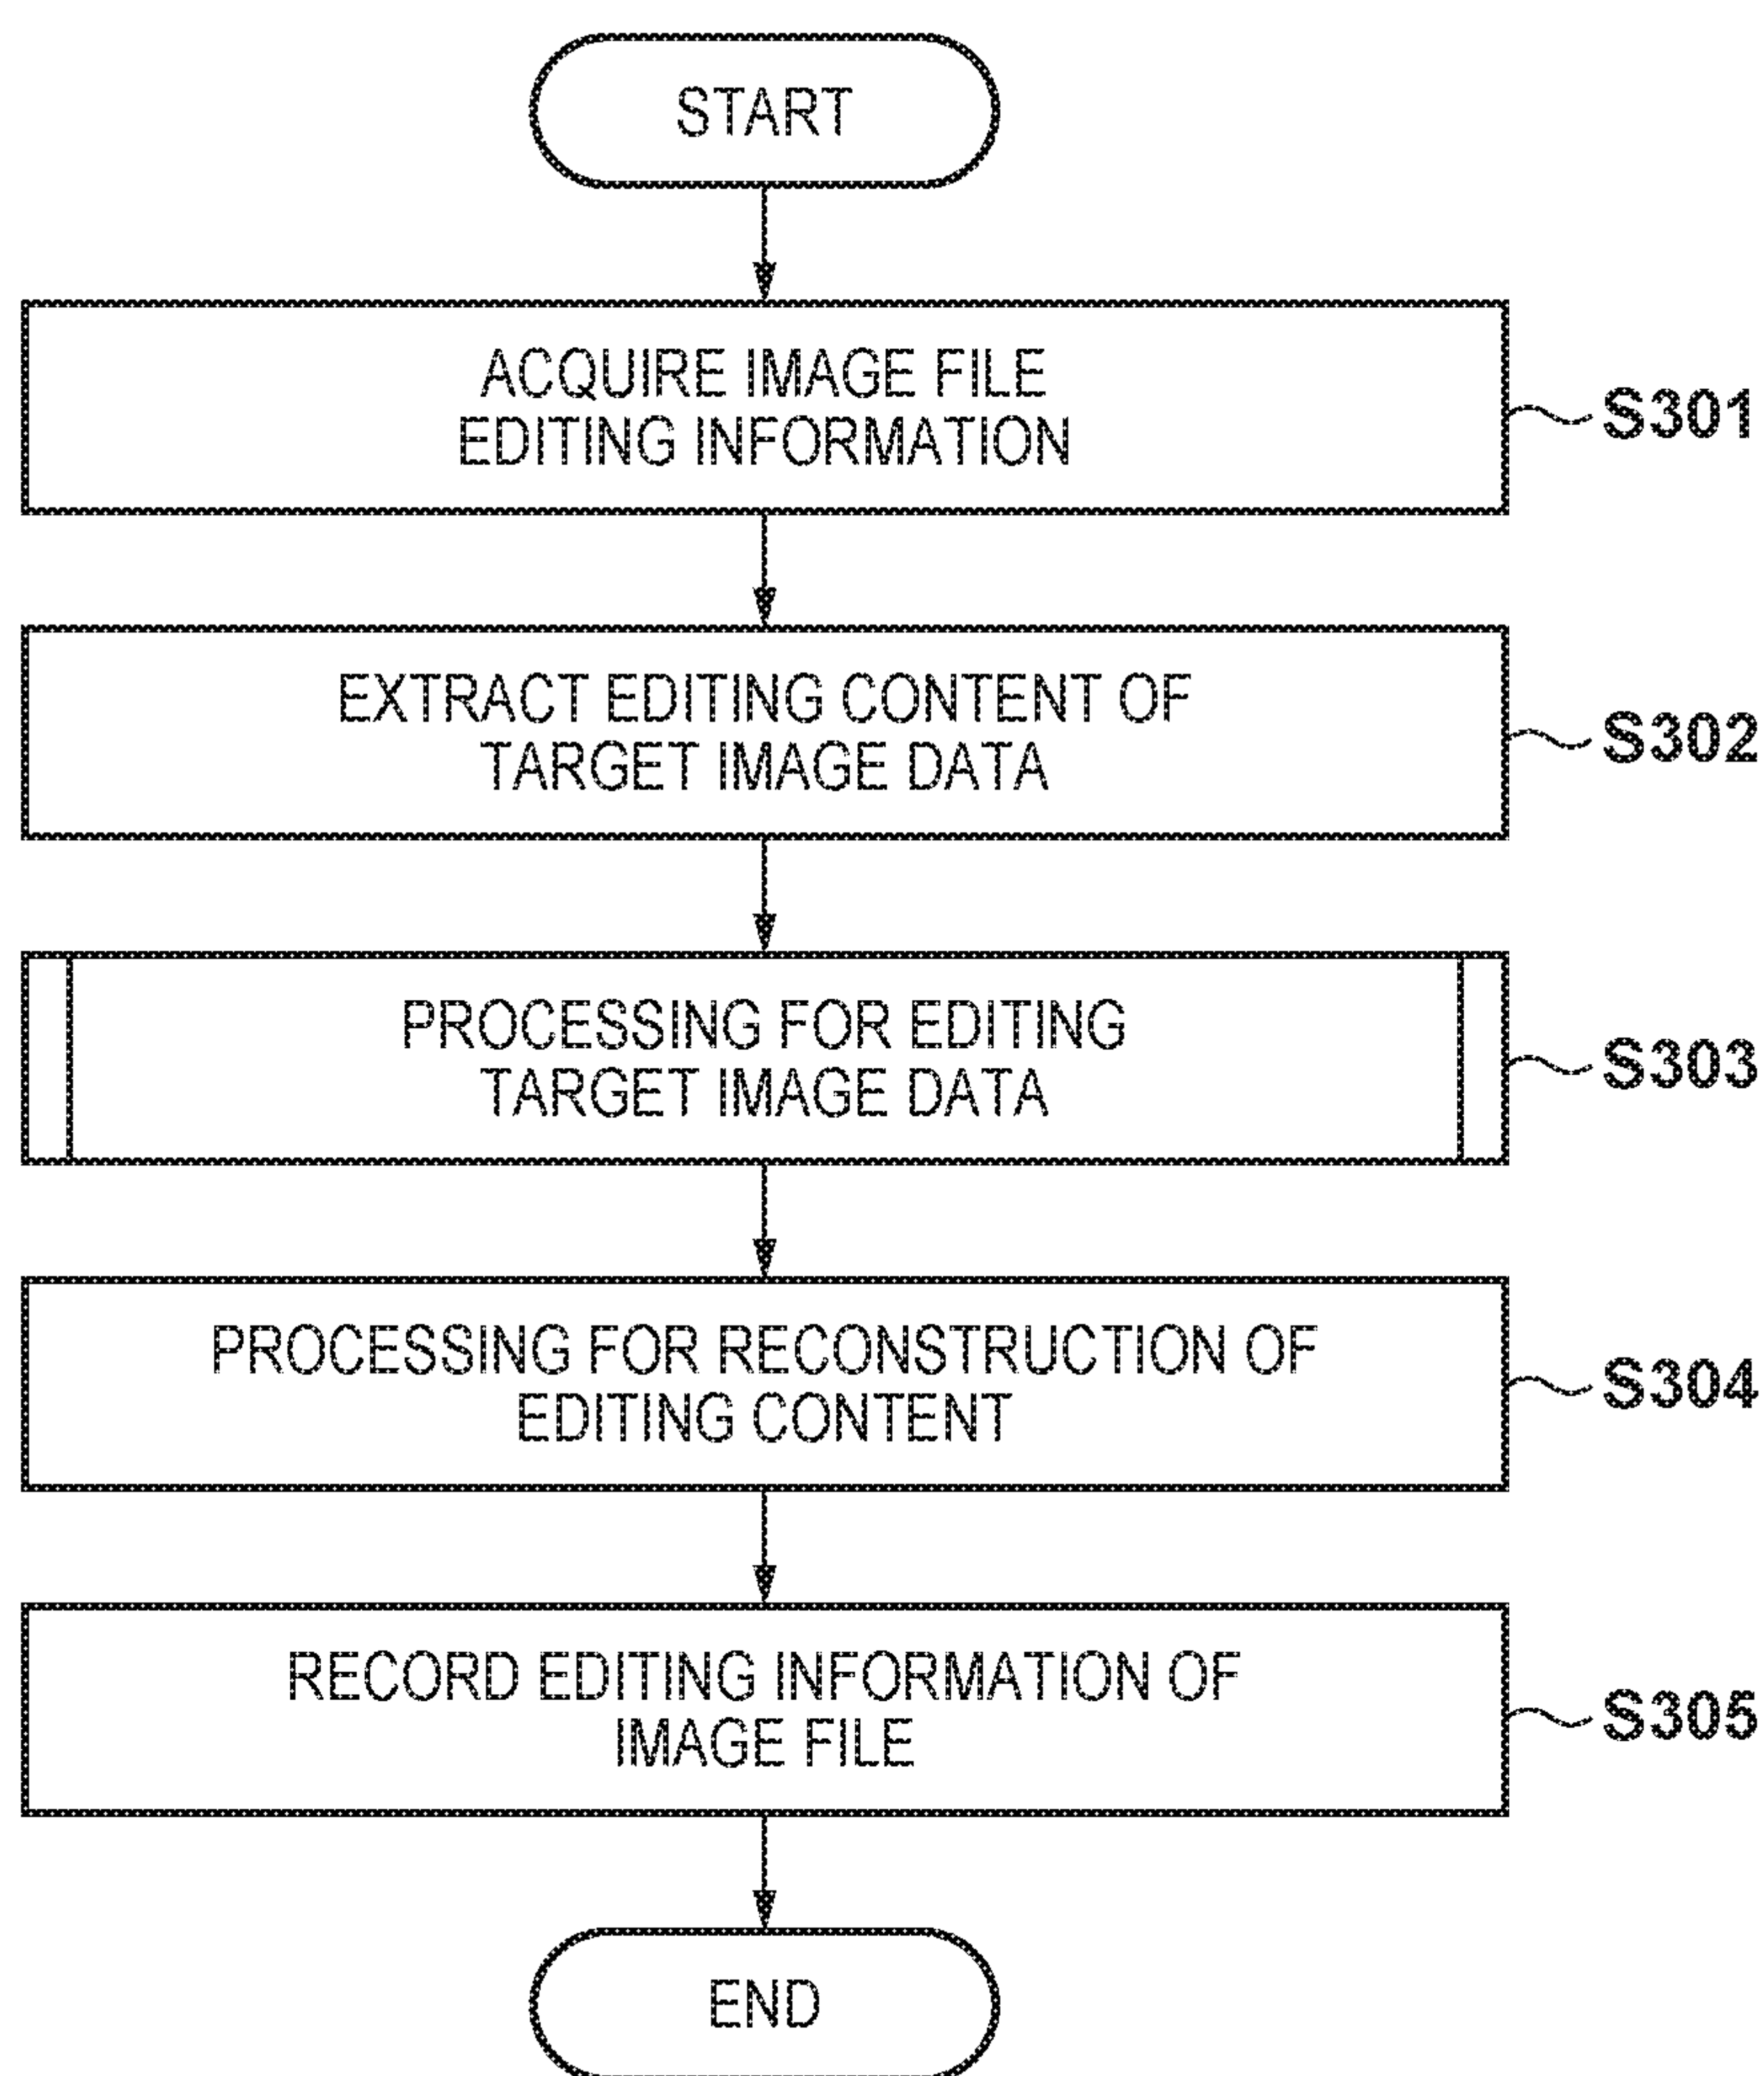 START
ACQUIRE IMAGE FILE
EDITING INFORMATION
S301
EXTRACT EDITING CONTENT OF
TARGET IMAGE DATA
S302
PROCESSING FOR EDITING
TARGET IMAGE DATA
S303
PROCESSING FOR RECONSTRUCTION OF
EDITING CONTENT
S304
RECORD EDITING INFORMATION OF
IMAGE FILE
S305
END